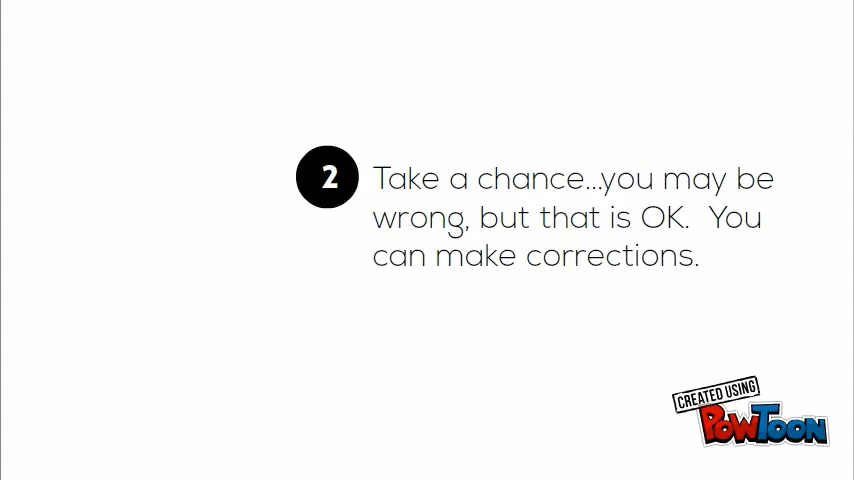 2
Take a chance...you may be
wrong, but that is OK.  You
can make corrections.
CREATED USING
POWTOON